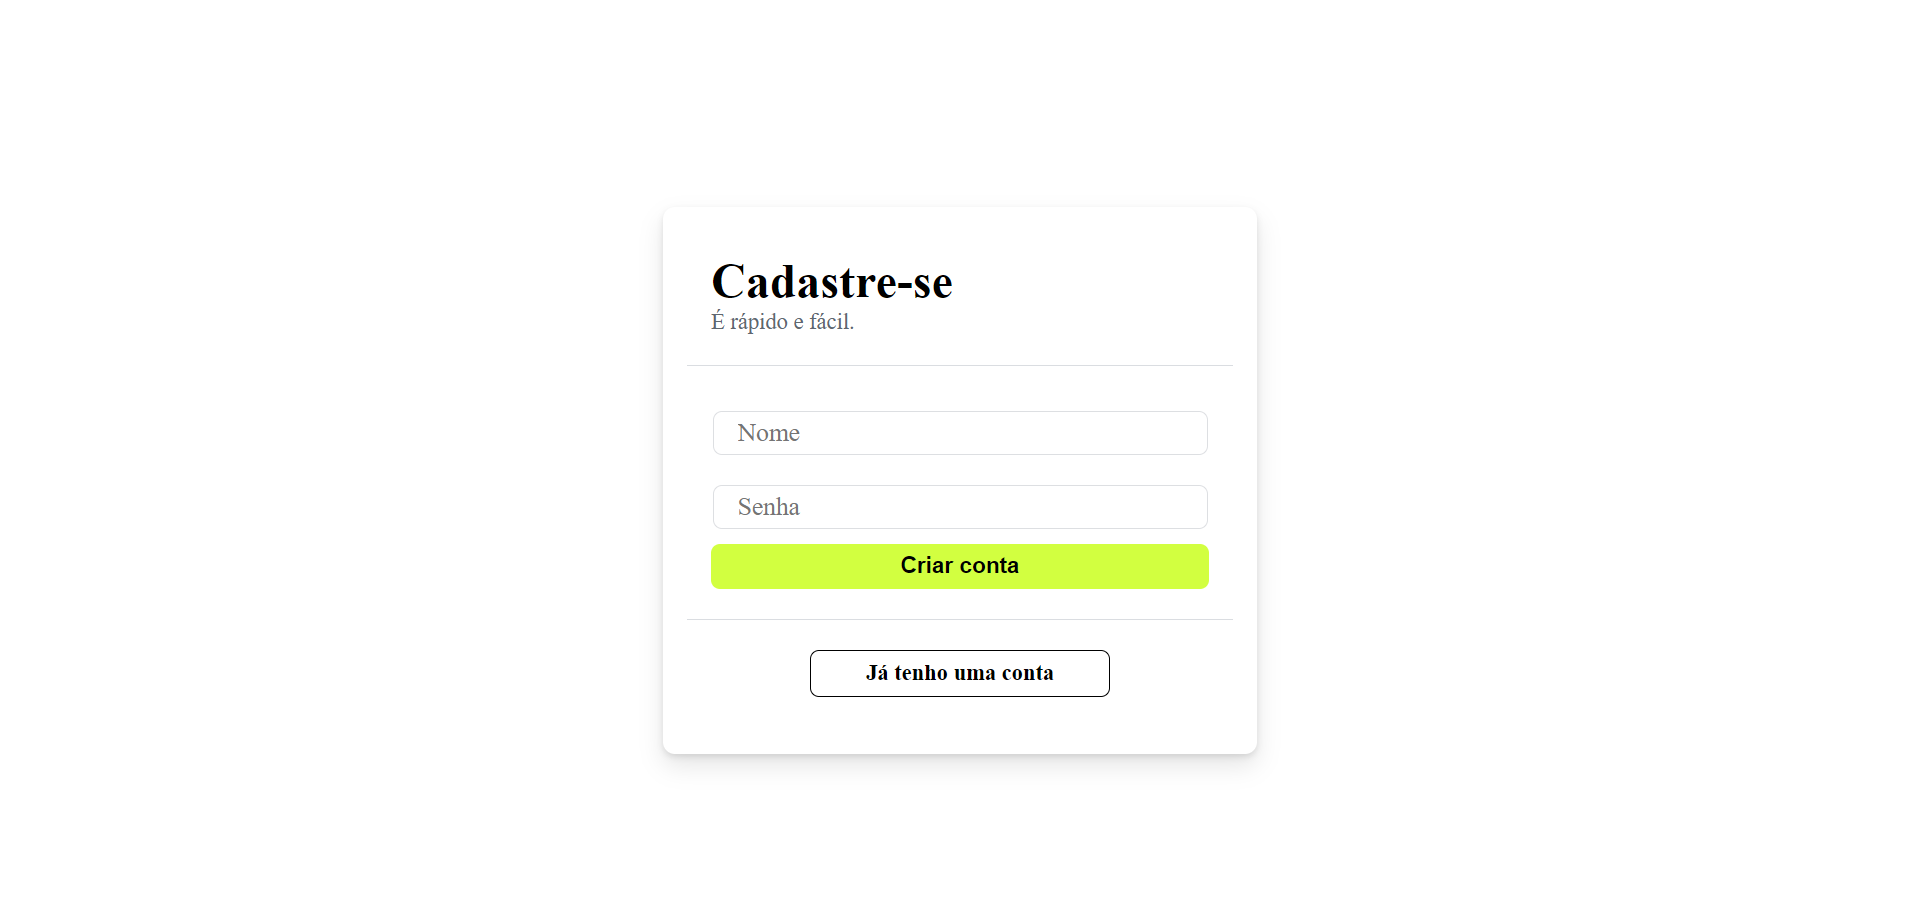 Cadastre-se
É rápido e fácil.
Nome
Senha
Criar conta
Já tenho uma conta